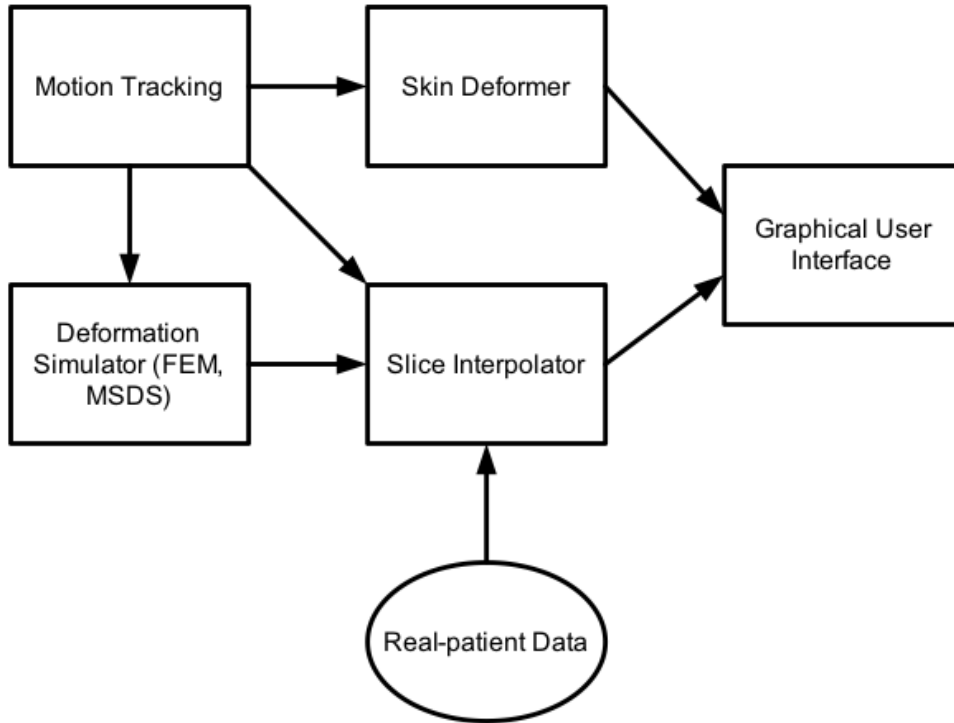 Motion Tracking
Skin Deformer
Graphical User
Interface
Deformation
Simulator (FEM,
MSDS)
Slice Interpolator
Real-patient Data